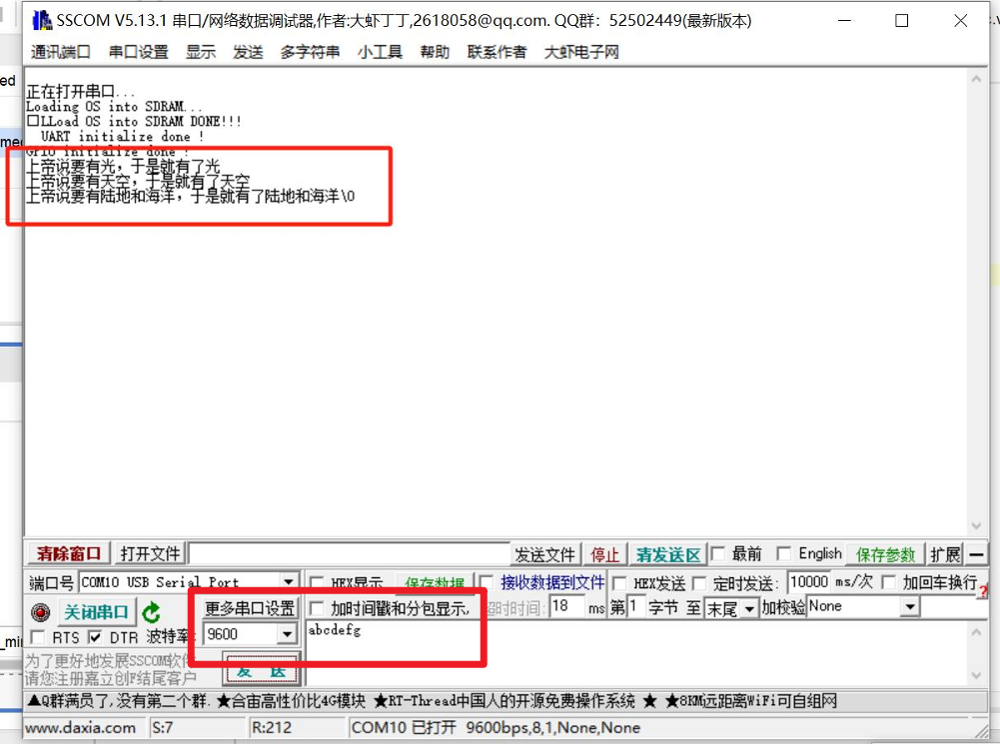 SSCOM V5.13.1 串口/网络数据调试器,作者:大虾丁丁,2618058@qq.com. QQ群：52502449(最新版本)
通讯端口 串口设置 显示 发送 多字符串 小工具 帮助 联系作者 大虾电子网
ed
正在打开串口...
Loading OS into SDRAM...
□LLoad OS into SDRAM DONE!!!
UART initialize done !
GPIO initialize done !
上帝说要有光，于是就有了光
上帝说要有天空，于是就有了天空
上帝说要有陆地和海洋，于是就有了陆地和海洋\0
清除窗口 打开文件 发送文件 停止 清发送区 最前 English 保存参数 扩展 —
端口号 COM10 USB Serial Port HEX显示 保存数据 接收数据到文件 HEX发送 定时发送: 10000 ms/次 加回车换行 ?
关闭串口 更多串口设置 加时间戳和分包显示, 超时时间: 18 ms 第 1 字节 至 末尾 加校验 None
RTS DTR 波特率: 9600 abcdefg
为了更好地发展SSCOM软件
请您注册嘉立创F结尾客户
发 送
▲Q群满员了,没有第二个群. ★合宙高性价比4G模块 ★RT-Thread中国人的开源免费操作系统 ★ ★8KM远距离WiFi可自组网
www.daxia.com S:7 R:212 COM10 已打开 9600bps,8,1,None,None